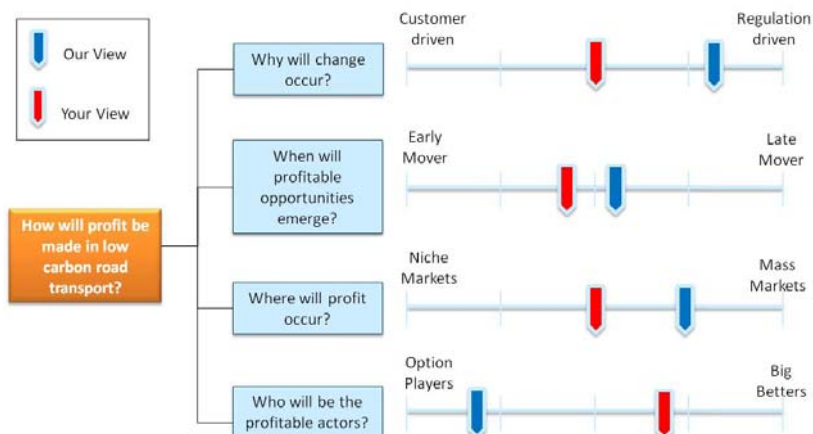 Our View
Your View
How will profit be
made in low
carbon road
transport?
Why will change
occur?
Customer
driven
Regulation
driven
When will
profitable
opportunities
emerge?
Early
Mover
Late
Mover
Where will profit
occur?
Niche
Markets
Mass
Markets
Who will be the
profitable actors?
Option
Players
Big
Betters